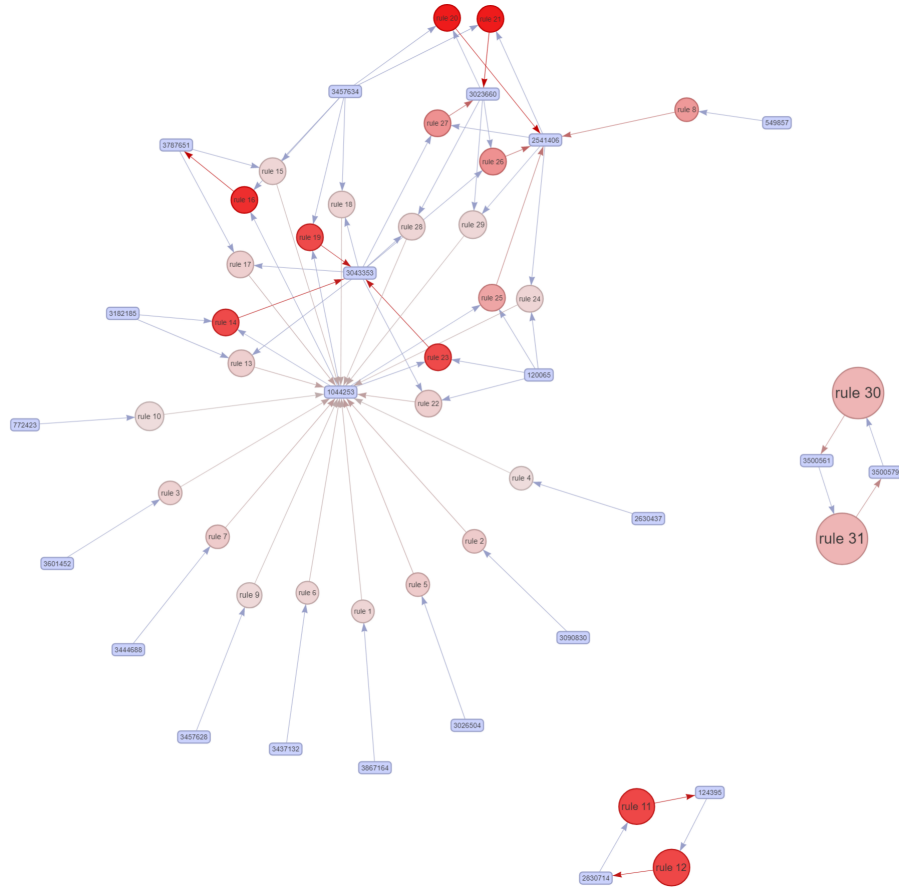 rule 20
rule 21
3457634
3023660
rule 8
rule 27
549857
2541406
3787651
rule 26
rule 15
rule 16
rule 18
rule 28
rule 29
rule 19
rule 17
3043353
rule 25
rule 24
3182185
rule 14
rule 23
rule 13
120065
1044253
rule 30
rule 22
rule 10
772423
3500561
3500579
rule 4
rule 3
2630437
rule 7
rule 2
rule 31
3601452
rule 5
rule 6
rule 9
rule 1
3090830
3444688
3026504
3457628
3437132
3867164
124395
rule 11
rule 12
2830714